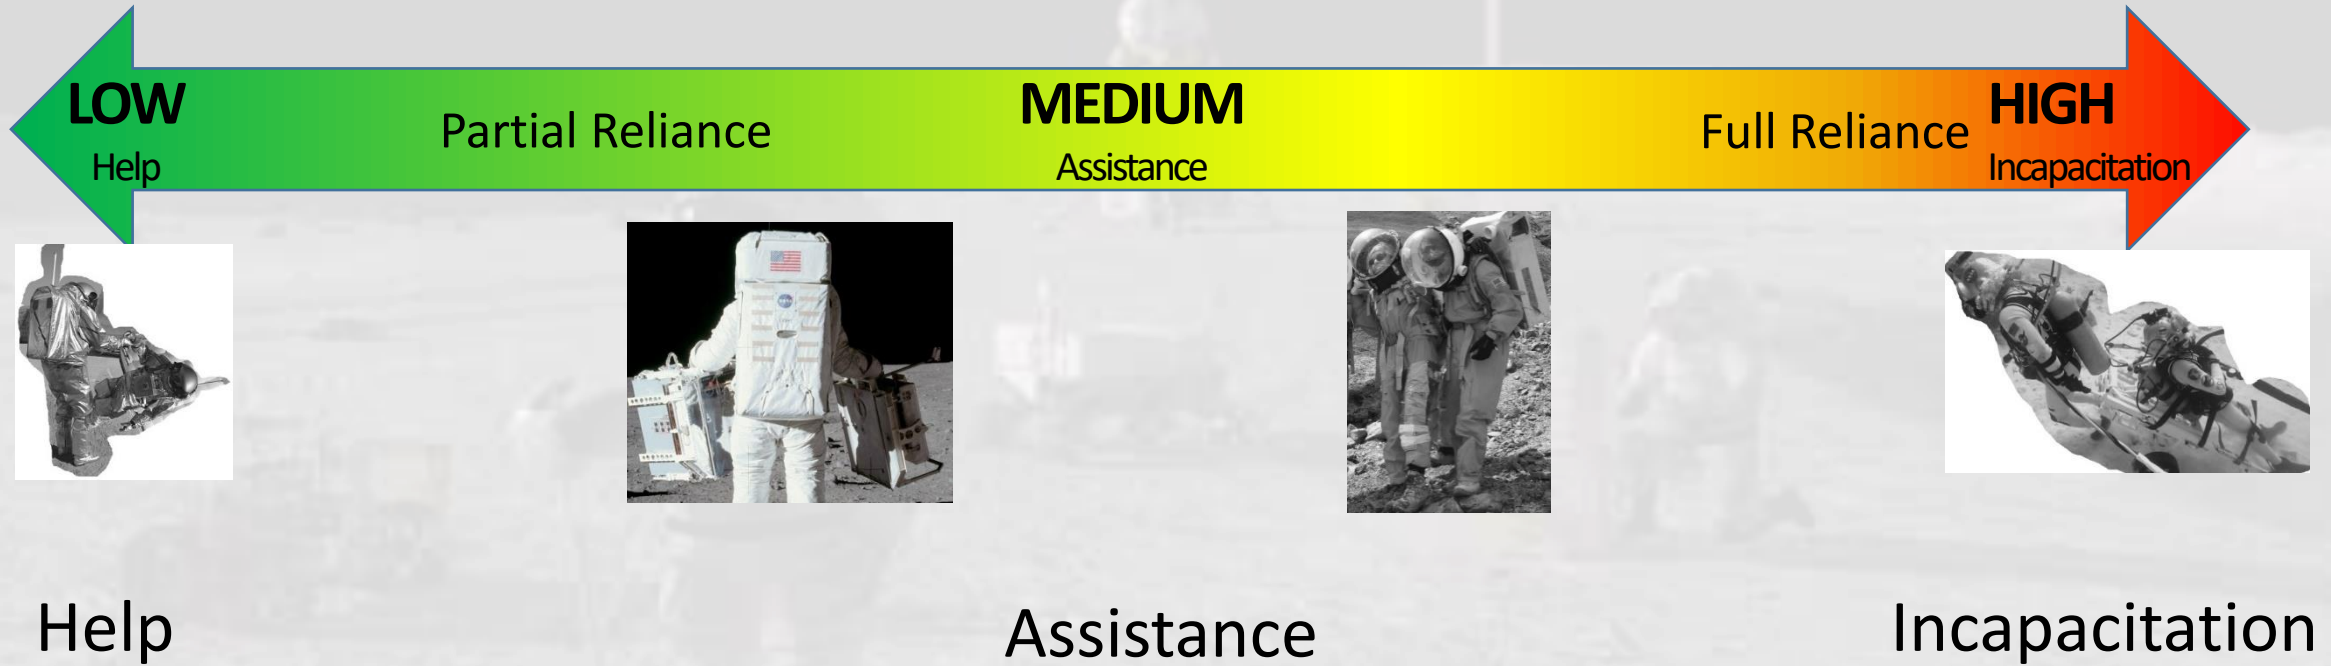 LOW
Help
Partial Reliance
MEDIUM
Assistance
Full Reliance
HIGH
Incapacitation
Help
Assistance
Incapacitation